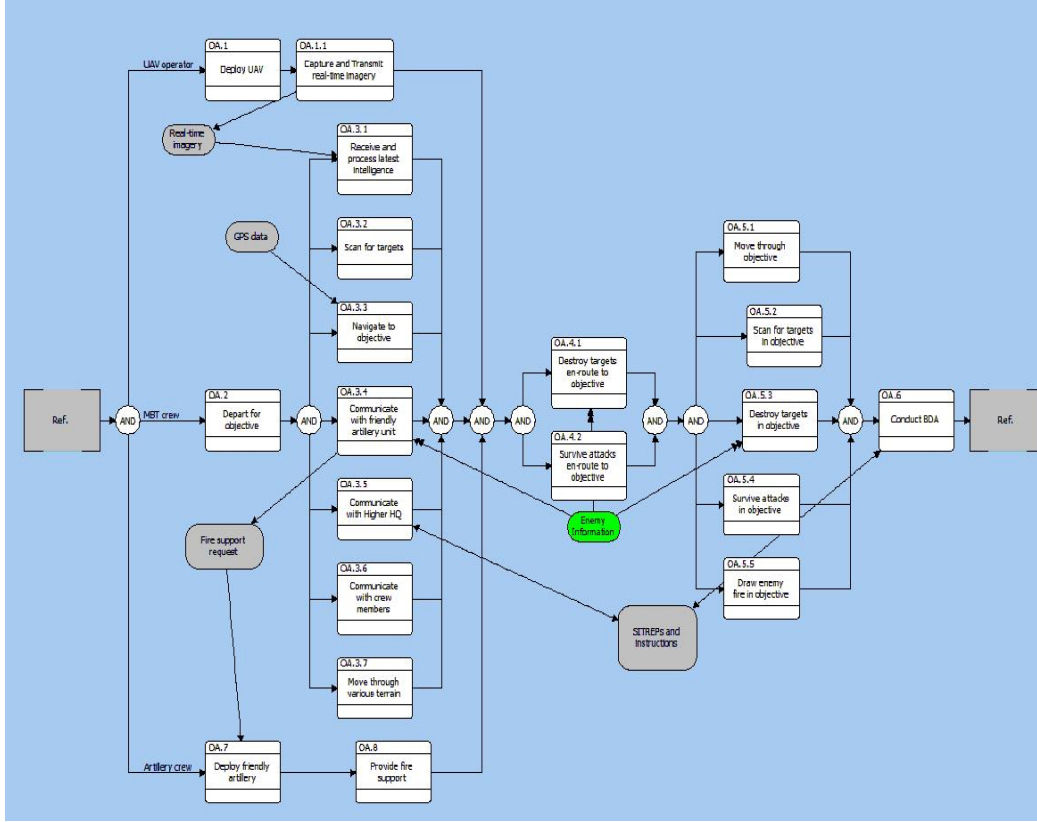 OA.1
Deploy UAV
OA.1.1
Capture and Transmit
real-time imagery
UAV operator
Real-time
imagery
OA.3.1
Receive and
process latest
intelligence
GPS data
OA.3.2
Scan for targets
OA.3.3
Navigate to
objective
Ref.
AND
MBT crew
OA.2
Depart for
objective
AND
OA.3.4
Communicate
with friendly
artillery unit
AND
AND
AND
OA.4.1
Destroy targets
en-route to
objective
OA.4.2
Survive attacks
en-route to
objective
AND
AND
Enemy
Information
OA.5.1
Move through
objective
OA.5.2
Scan for targets
in objective
OA.5.3
Destroy targets
in objective
AND
OA.6
Conduct BDA
Ref.
OA.5.4
Survive attacks
in objective
OA.5.5
Draw enemy
fire in objective
OA.3.5
Communicate
with Higher HQ
Fire support
request
OA.3.6
Communicate
with crew
members
SITREPs and
instructions
OA.3.7
Move through
various terrain
Artillery crew
OA.7
Deploy friendly
artillery
OA.8
Provide fire
support